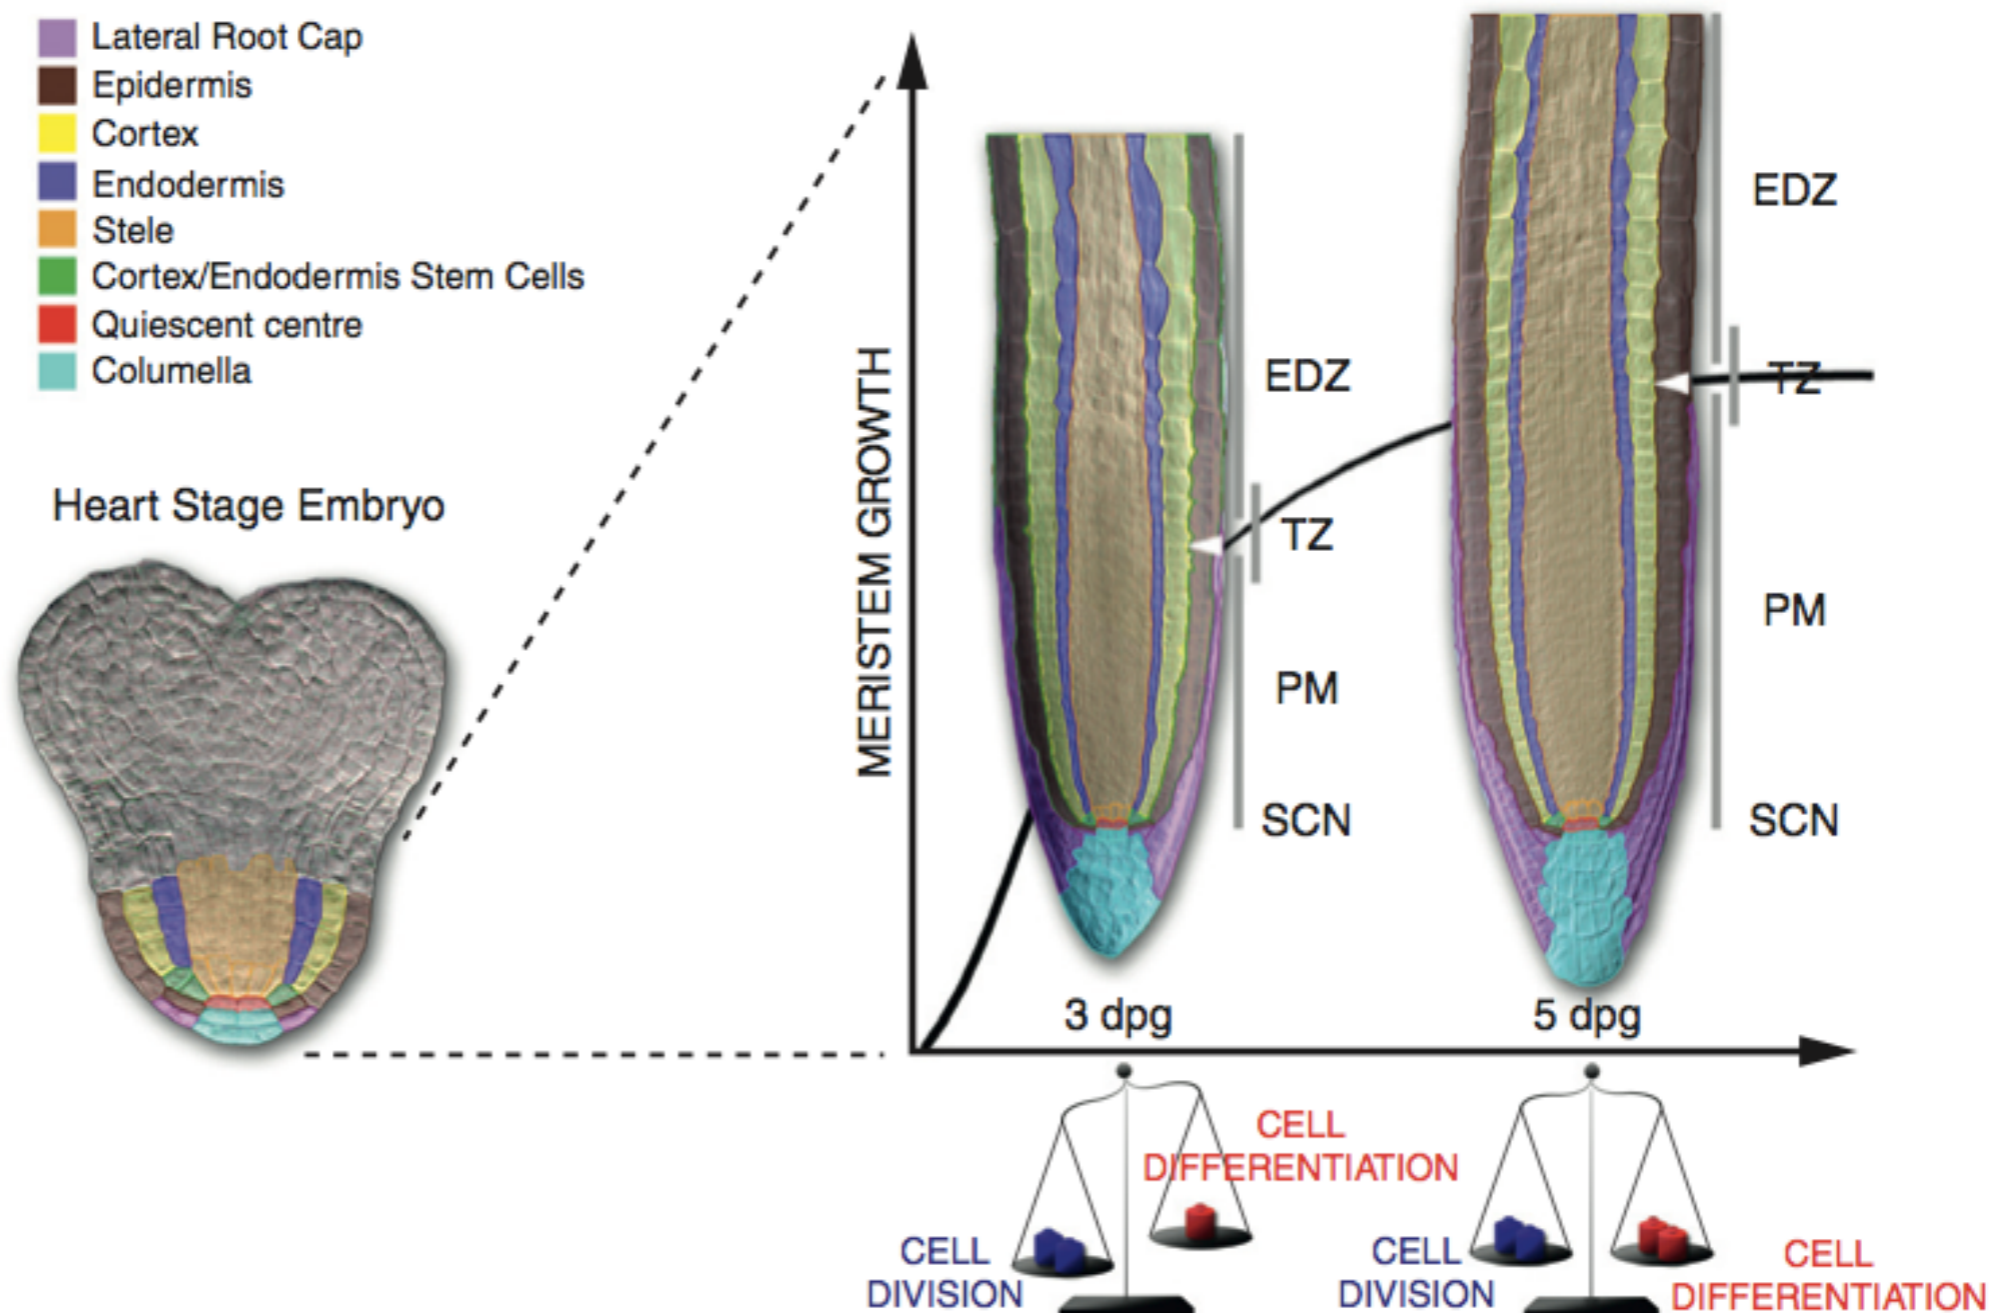 Lateral Root Cap
Epidermis
Cortex
Endodermis
Stele
Cortex/Endodermis Stem Cells
Quiescent centre
Columella
Heart Stage Embryo
MERISTEM GROWTH
EDZ
TZ
PM
SCN
EDZ
TZ
PM
SCN
3 dpg
5 dpg
CELL
DIVISION
CELL
DIFFERENTIATION
CELL
DIVISION
CELL
DIFFERENTIATION